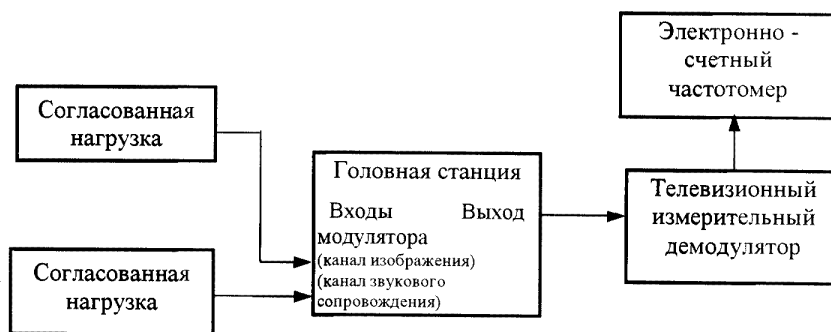 Электронно -
счетный
частотомер
Согласованная
нагрузка
Головная станция
Входы Выход
модулятора
(канал изображения)
(канал звукового
сопровождения)
Телевизионный
измерительный
демодулятор
Согласованная
нагрузка